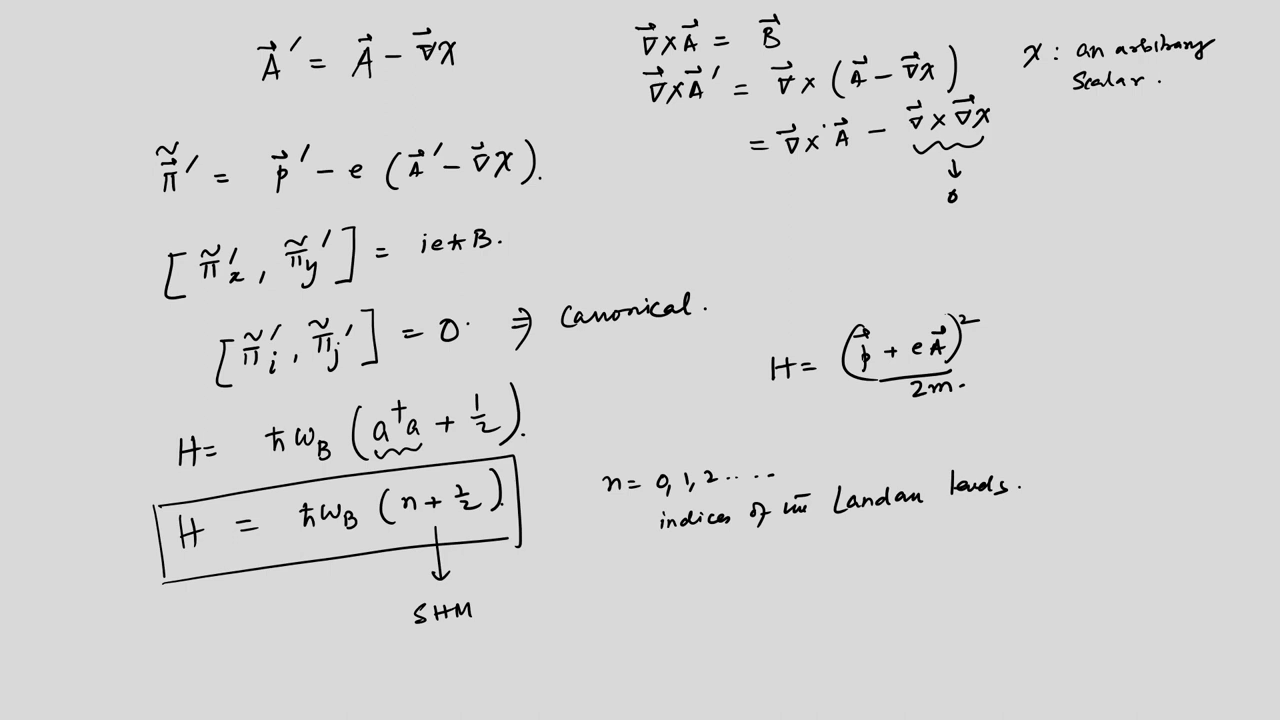 A⃗′ = A⃗ − ∇⃗χ
∇⃗×A⃗ = B⃗
∇⃗×A⃗′ = ∇⃗×(A⃗ − ∇⃗χ)
= ∇⃗×A⃗ − ∇⃗×∇⃗χ
↓
0
χ : an arbitrary
scalar.
π̃⃗′ = p⃗′ − e (A⃗′ − ∇⃗χ).
[π̃′x, π̃y′] = ieħB.
[π̃i′, π̃j′] = 0 ⇒ canonical.
H = (p⃗ + eA⃗)²/2m.
H = ħωB (a†a + 1/2).
H = ħωB (n + 1/2).
↓
SHM
n = 0, 1, 2 ....
indices of the Landau levels.